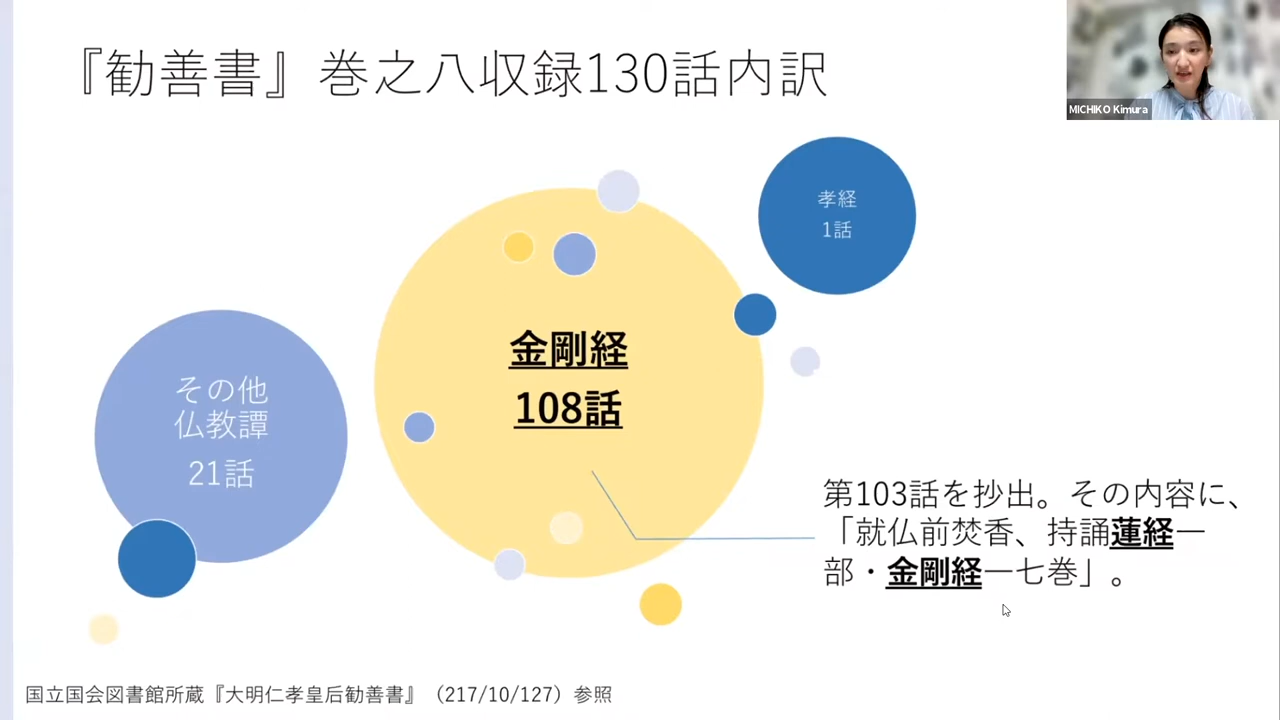 『勧善書』巻之八収録130話内訳
MICHIKO Kimura
孝経
1話
金剛経
108話
その他
仏教譚
21話
第103話を抄出。その内容に、
「就仏前焚香、持誦蓮経一
部・金剛経一七巻」。
国立国会図書館所蔵『大明仁孝皇后勧善書』（217/10/127）参照